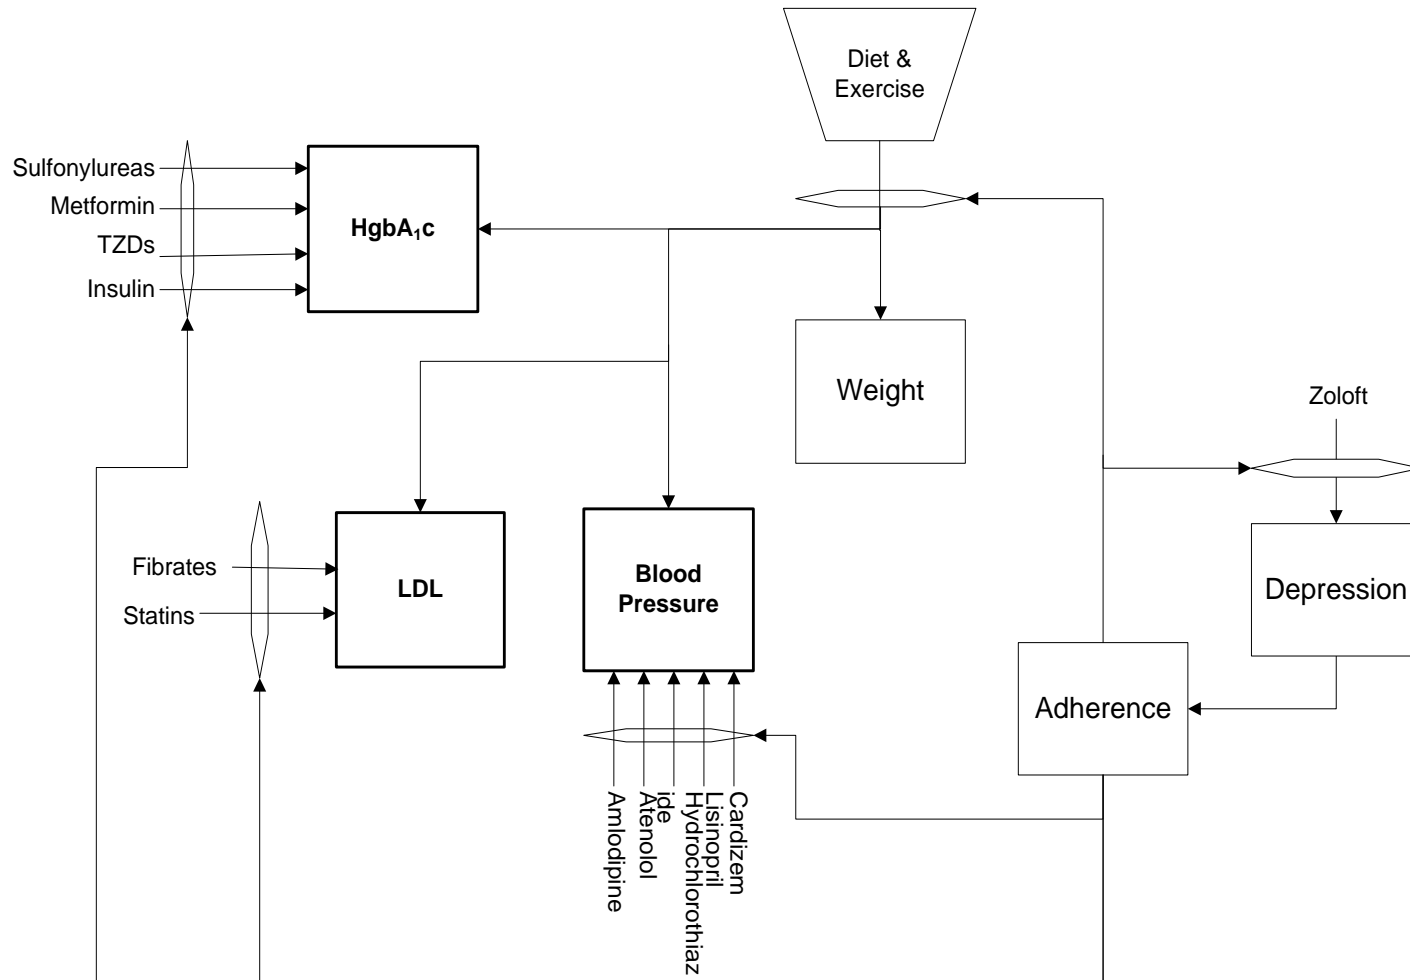 Diet &
Exercise
Sulfonylureas
Metformin
TZDs
Insulin
HgbA₁c
Weight
Zoloft
Fibrates
Statins
LDL
Blood
Pressure
Depression
Adherence
Cardizem
Lisinopril
Hydrochlorothiaz
ide
Atenolol
Amlodipine